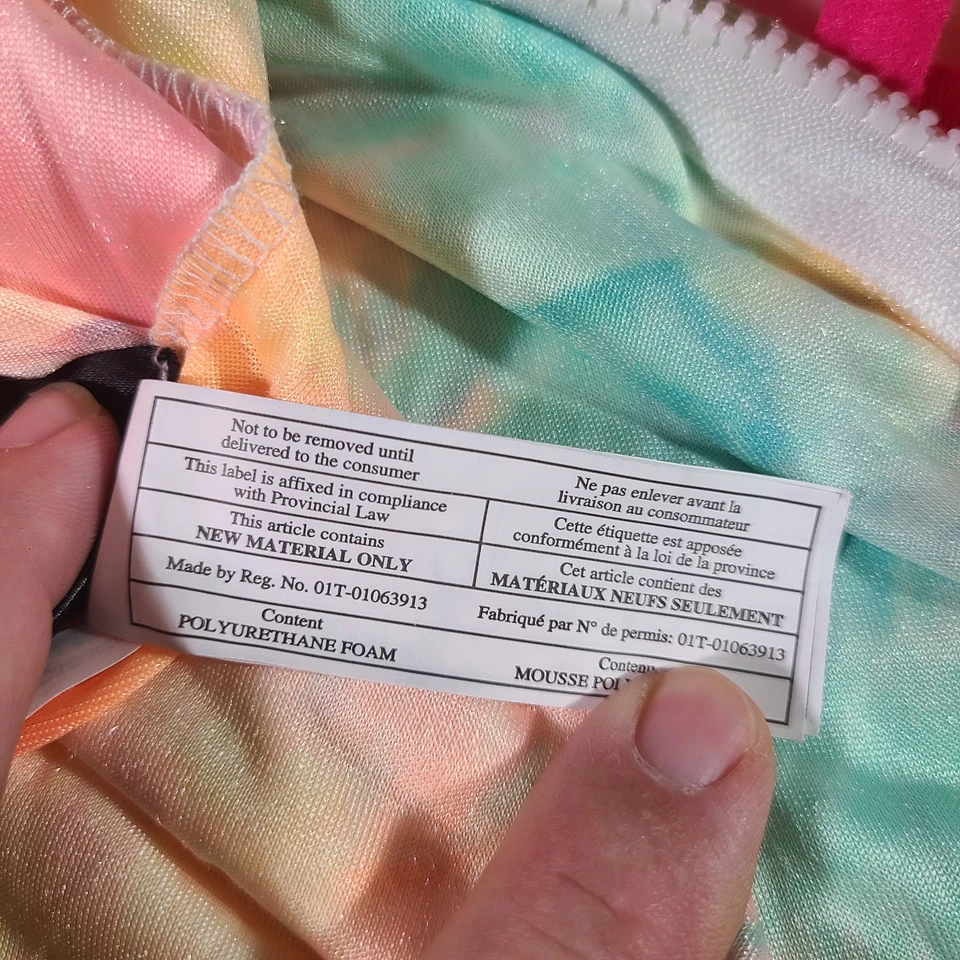 Not to be removed until
delivered to the consumer
Ne pas enlever avant la
livraison au consommateur
This label is affixed in compliance
with Provincial Law
Cette étiquette est apposée
conformément à la loi de la province
This article contains
NEW MATERIAL ONLY
Cet article contient des
MATÉRIAUX NEUFS SEULEMENT
Made by Reg. No. 01T-01063913
Fabriqué par N° de permis: 01T-01063913
Content
POLYURETHANE FOAM
Contenu
MOUSSE